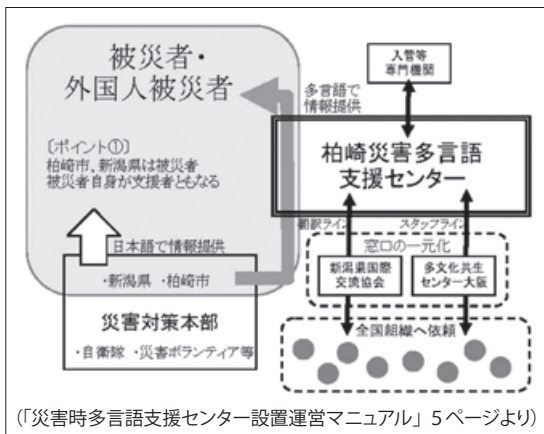 被災者・
外国人被災者
〔ポイント①〕
柏崎市、新潟県は被災者
被災者自身が支援者ともなる
日本語で情報提供
・新潟県 ・柏崎市
災害対策本部
・自衛隊 ・災害ボランティア等
入管等
専門機関
多言語で
情報提供
柏崎災害多言語
支援センター
翻訳ライン
スタッフライン
窓口の一元化
新潟県国際
交流協会
多文化共生
センター大阪
全国組織へ依頼
(「災害時多言語支援センター設置運営マニュアル」 5ページより)